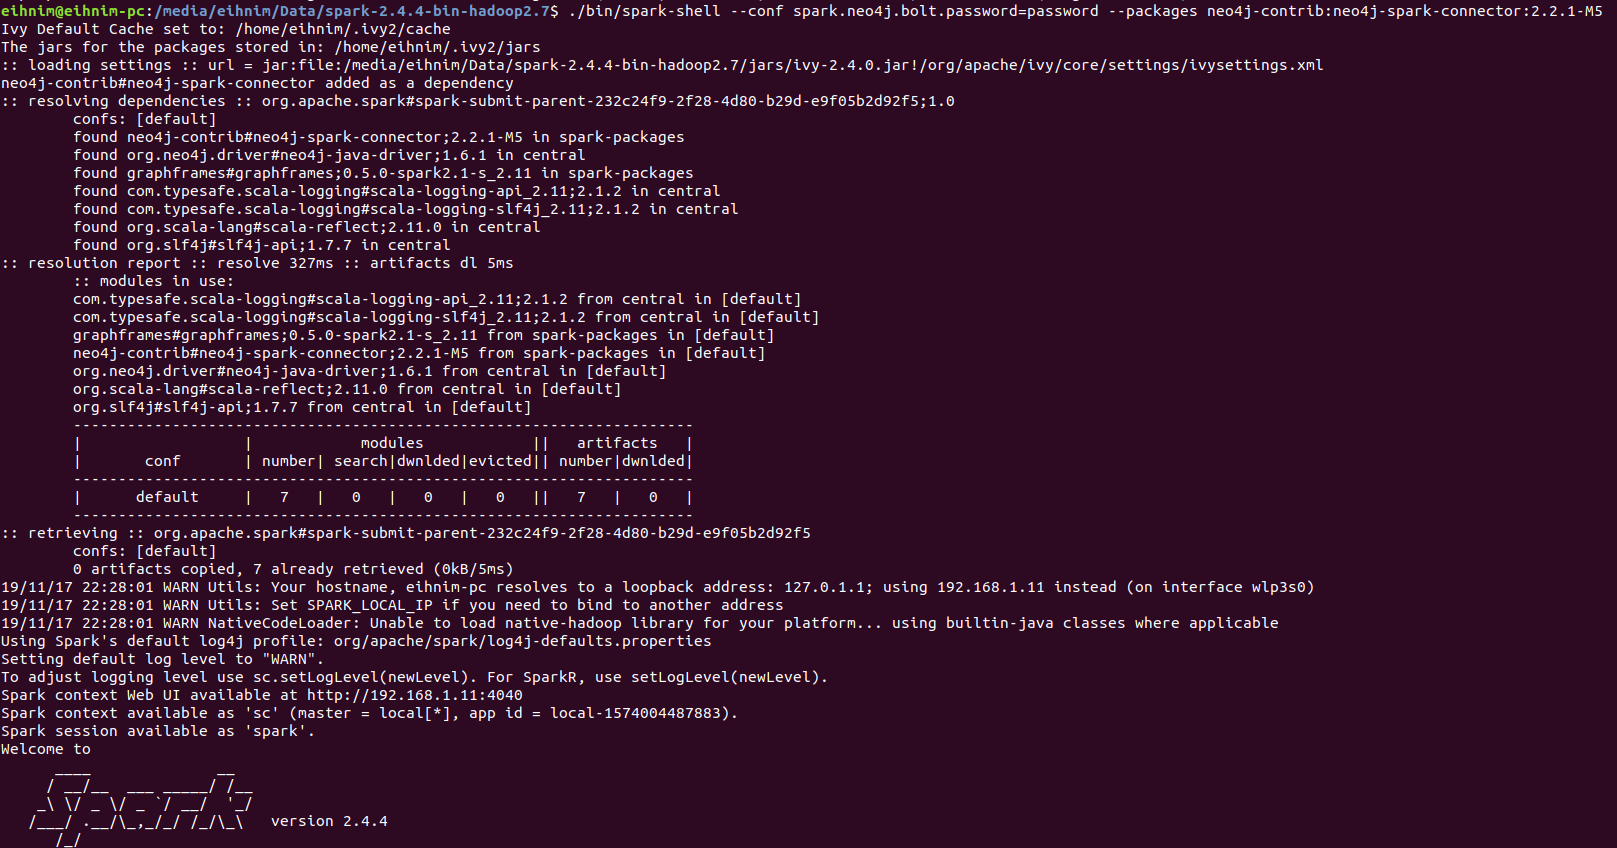 eihnim@eihnim-pc:/media/eihnim/Data/spark-2.4.4-bin-hadoop2.7$ ./bin/spark-shell --conf spark.neo4j.bolt.password=password --packages neo4j-contrib:neo4j-spark-connector:2.2.1-M5
Ivy Default Cache set to: /home/eihnim/.ivy2/cache
The jars for the packages stored in: /home/eihnim/.ivy2/jars
:: loading settings :: url = jar:file:/media/eihnim/Data/spark-2.4.4-bin-hadoop2.7/jars/ivy-2.4.0.jar!/org/apache/ivy/core/settings/ivysettings.xml
neo4j-contrib#neo4j-spark-connector added as a dependency
:: resolving dependencies :: org.apache.spark#spark-submit-parent-232c24f9-2f28-4d80-b29d-e9f05b2d92f5;1.0
        confs: [default]
        found neo4j-contrib#neo4j-spark-connector;2.2.1-M5 in spark-packages
        found org.neo4j.driver#neo4j-java-driver;1.6.1 in central
        found graphframes#graphframes;0.5.0-spark2.1-s_2.11 in spark-packages
        found com.typesafe.scala-logging#scala-logging-api_2.11;2.1.2 in central
        found com.typesafe.scala-logging#scala-logging-slf4j_2.11;2.1.2 in central
        found org.scala-lang#scala-reflect;2.11.0 in central
        found org.slf4j#slf4j-api;1.7.7 in central
:: resolution report :: resolve 327ms :: artifacts dl 5ms
        :: modules in use:
        com.typesafe.scala-logging#scala-logging-api_2.11;2.1.2 from central in [default]
        com.typesafe.scala-logging#scala-logging-slf4j_2.11;2.1.2 from central in [default]
        graphframes#graphframes;0.5.0-spark2.1-s_2.11 from spark-packages in [default]
        neo4j-contrib#neo4j-spark-connector;2.2.1-M5 from spark-packages in [default]
        org.neo4j.driver#neo4j-java-driver;1.6.1 from central in [default]
        org.scala-lang#scala-reflect;2.11.0 from central in [default]
        org.slf4j#slf4j-api;1.7.7 from central in [default]
        ---------------------------------------------------------------------
        |                  |            modules            ||   artifacts   |
        |       conf       | number| search|dwnlded|evicted|| number|dwnlded|
        ---------------------------------------------------------------------
        |      default     |   7   |   0   |   0   |   0   ||   7   |   0   |
        ---------------------------------------------------------------------
:: retrieving :: org.apache.spark#spark-submit-parent-232c24f9-2f28-4d80-b29d-e9f05b2d92f5
        confs: [default]
        0 artifacts copied, 7 already retrieved (0kB/5ms)
19/11/17 22:28:01 WARN Utils: Your hostname, eihnim-pc resolves to a loopback address: 127.0.1.1; using 192.168.1.11 instead (on interface wlp3s0)
19/11/17 22:28:01 WARN Utils: Set SPARK_LOCAL_IP if you need to bind to another address
19/11/17 22:28:01 WARN NativeCodeLoader: Unable to load native-hadoop library for your platform... using builtin-java classes where applicable
Using Spark's default log4j profile: org/apache/spark/log4j-defaults.properties
Setting default log level to "WARN".
To adjust logging level use sc.setLogLevel(newLevel). For SparkR, use setLogLevel(newLevel).
Spark context Web UI available at http://192.168.1.11:4040
Spark context available as 'sc' (master = local[*], app id = local-1574004487883).
Spark session available as 'spark'.
Welcome to
      ____              __
     / __/__  ___ _____/ /__
    _\ \/ _ \/ _ `/ __/  '_/
   /___/ .__/\_,_/_/ /_/\_\   version 2.4.4
      /_/